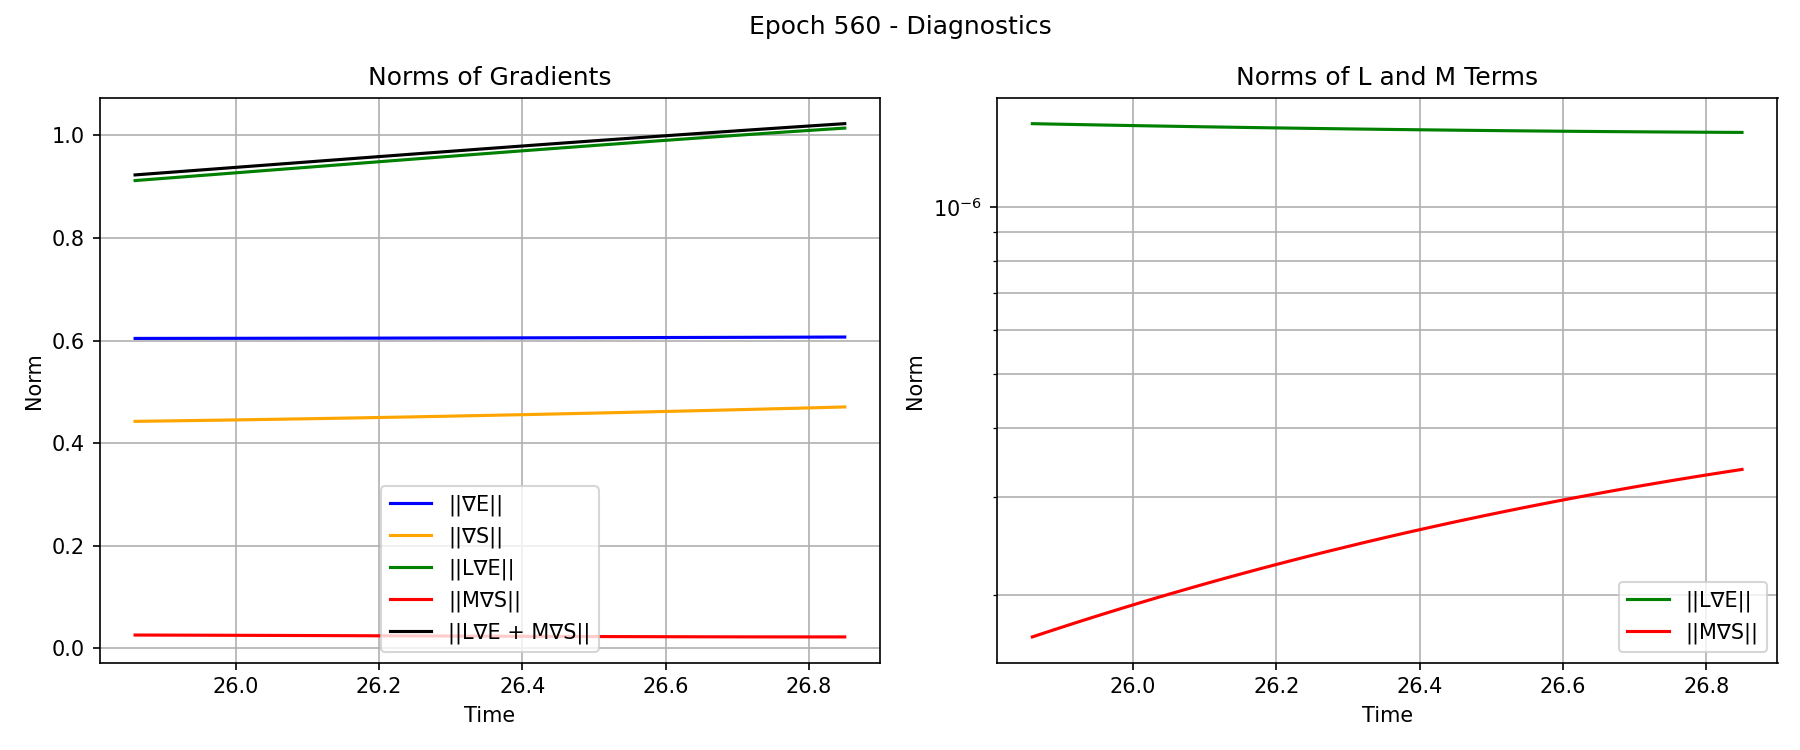 Epoch 560 - Diagnostics
Norms of Gradients
Norm
1.0
0.8
0.6
0.4
0.2
0.0
||∇E||
||∇S||
||L∇E||
||M∇S||
||L∇E + M∇S||
26.0 26.2 26.4 26.6 26.8
Time
Norms of L and M Terms
Norm
10⁻⁶
||L∇E||
||M∇S||
26.0 26.2 26.4 26.6 26.8
Time